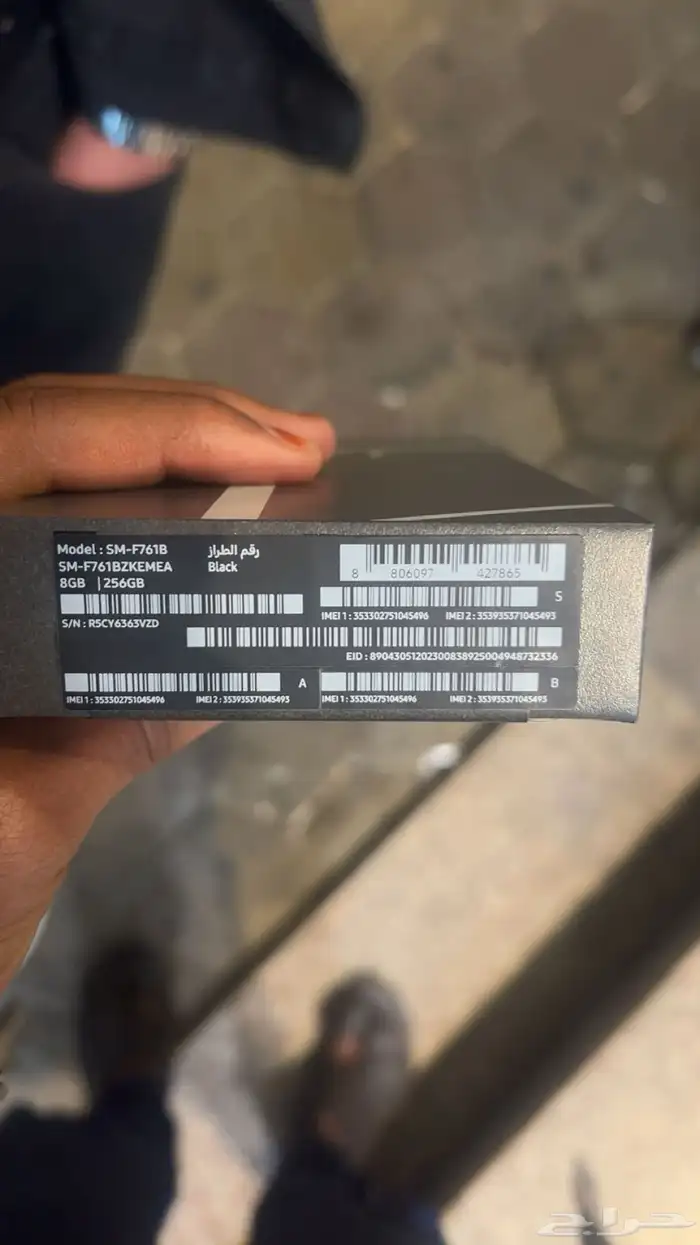 Model : SM-F761B رقم الطراز
SM-F761BZKEMEA Black
8GB | 256GB
8 806097 427865
S/N : R5CY6363VZD
S
IMEI 1 : 353302751045496 IMEI 2 : 353935371045493
EID : 89043051202300838925004948732336
A
IMEI 1 : 353302751045496 IMEI 2 : 353935371045493
B
IMEI 1 : 353302751045496 IMEI 2 : 353935371045493
حراج